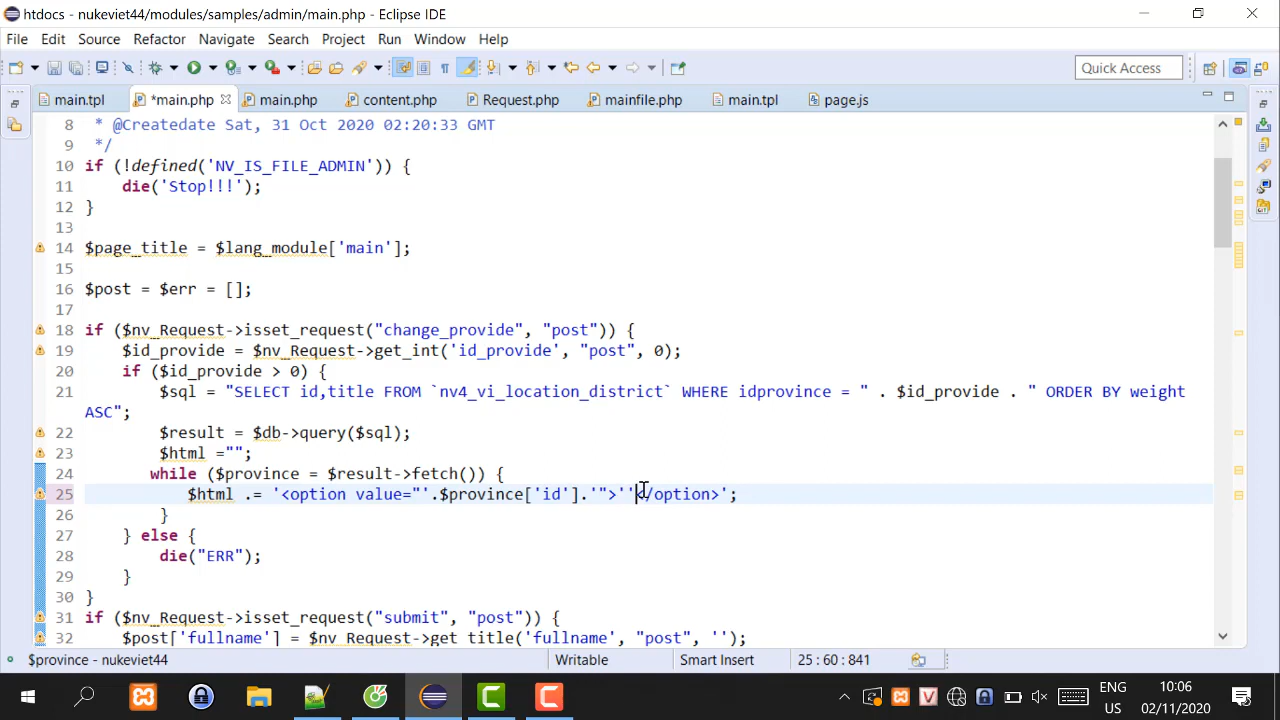 htdocs - nukeviet44/modules/samples/admin/main.php - Eclipse IDE
File Edit Source Refactor Navigate Search Project Run Window Help
Quick Access
main.tpl *main.php main.php content.php Request.php mainfile.php main.tpl page.js
8 * @Createdate Sat, 31 Oct 2020 02:20:33 GMT
9 */
10 if (!defined('NV_IS_FILE_ADMIN')) {
11 die('Stop!!!');
12 }
13
14 $page_title = $lang_module['main'];
15
16 $post = $err = [];
17
18 if ($nv_Request->isset_request("change_provide", "post")) {
19 $id_provide = $nv_Request->get_int('id_provide', "post", 0);
20 if ($id_provide > 0) {
21 $sql = "SELECT id,title FROM `nv4_vi_location_district` WHERE idprovince = " . $id_provide . " ORDER BY weight
ASC";
22 $result = $db->query($sql);
23 $html ="";
24 while ($province = $result->fetch()) {
25 $html .= '<option value="'.$province['id'].'">''</option>';
26 }
27 } else {
28 die("ERR");
29 }
30 }
31 if ($nv_Request->isset_request("submit", "post")) {
32 $post['fullname'] = $nv_Request->get_title('fullname', "post", '');
$province - nukeviet44 Writable Smart Insert 25 : 60 : 841
ENG 10:06
US 02/11/2020